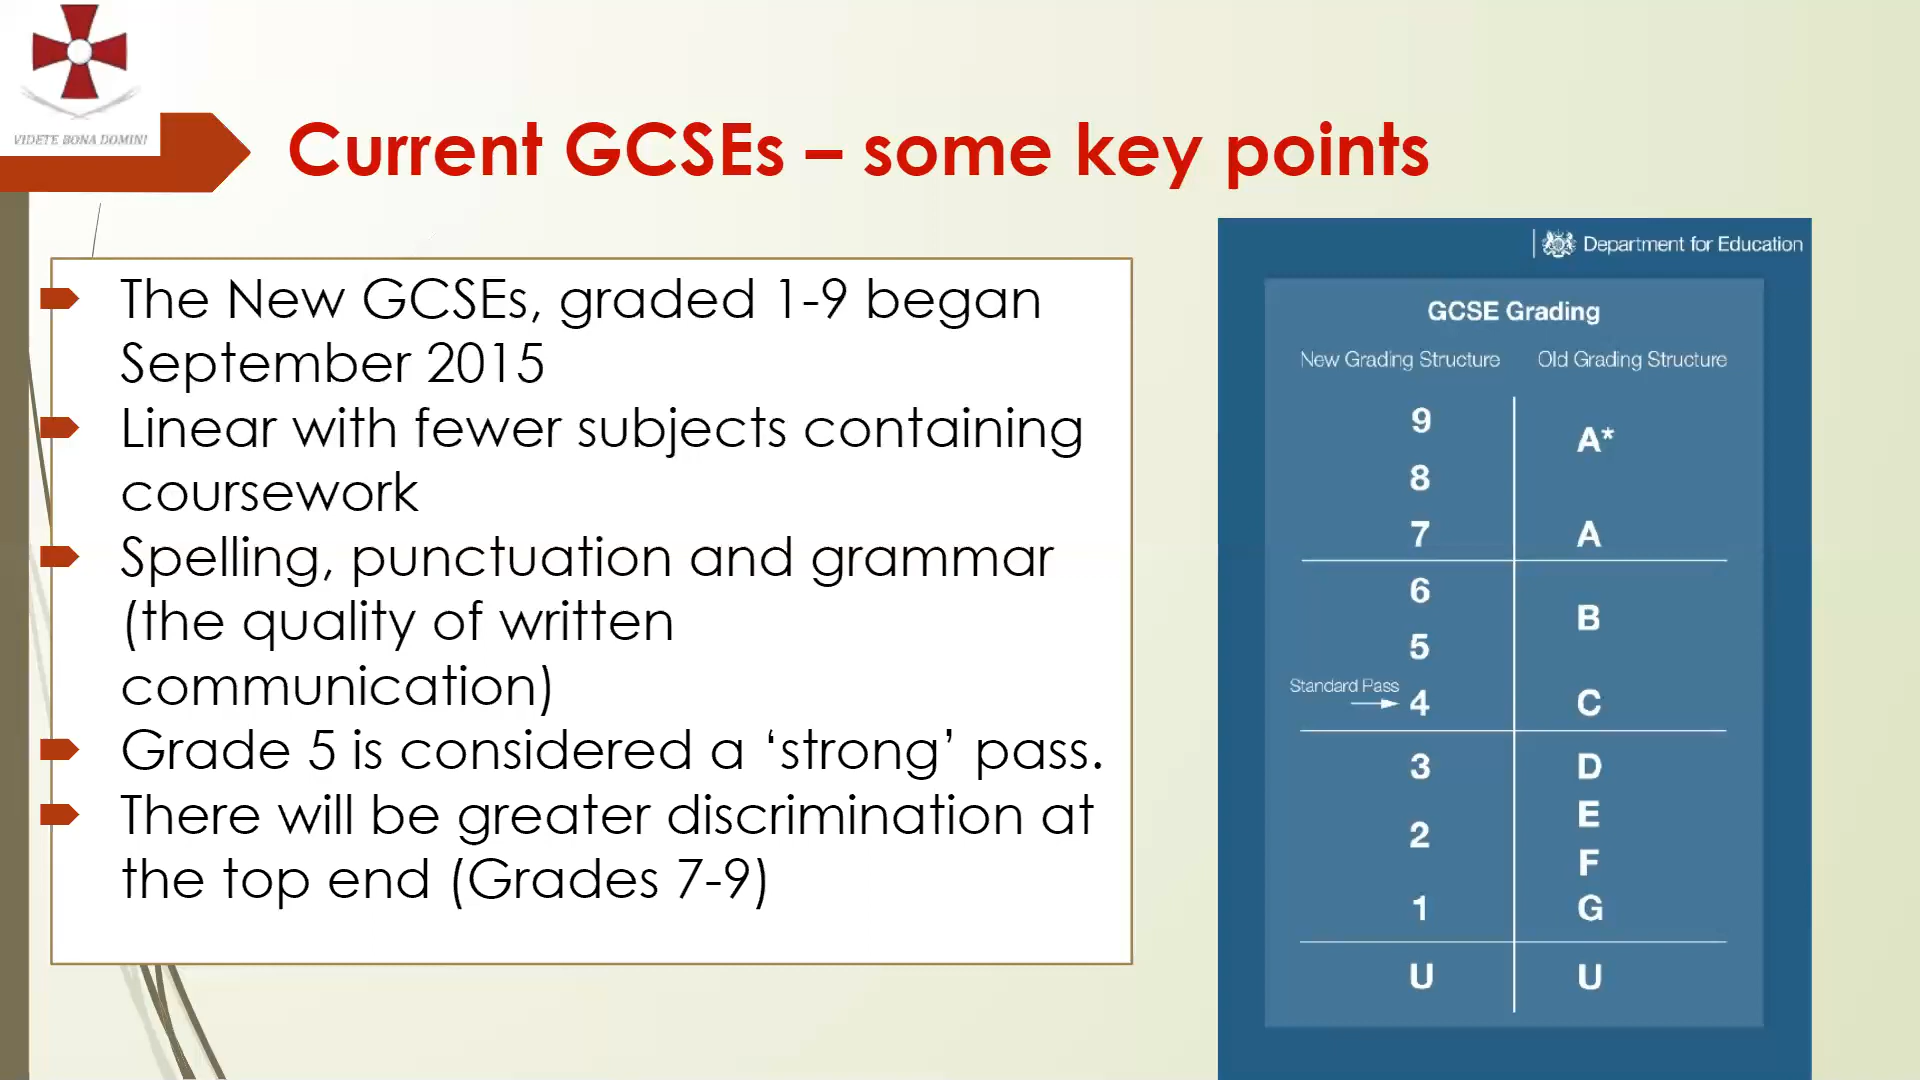 VIDETE BONA DOMINI
Current GCSEs – some key points
The New GCSEs, graded 1-9 began
September 2015
Linear with fewer subjects containing
coursework
Spelling, punctuation and grammar
(the quality of written
communication)
Grade 5 is considered a ‘strong’ pass.
There will be greater discrimination at
the top end (Grades 7-9)
Department for Education
GCSE Grading
New Grading Structure Old Grading Structure
9
A*
8
7 A
6
B
5
Standard Pass
4 C
3 D
E
2
F
1 G
U U